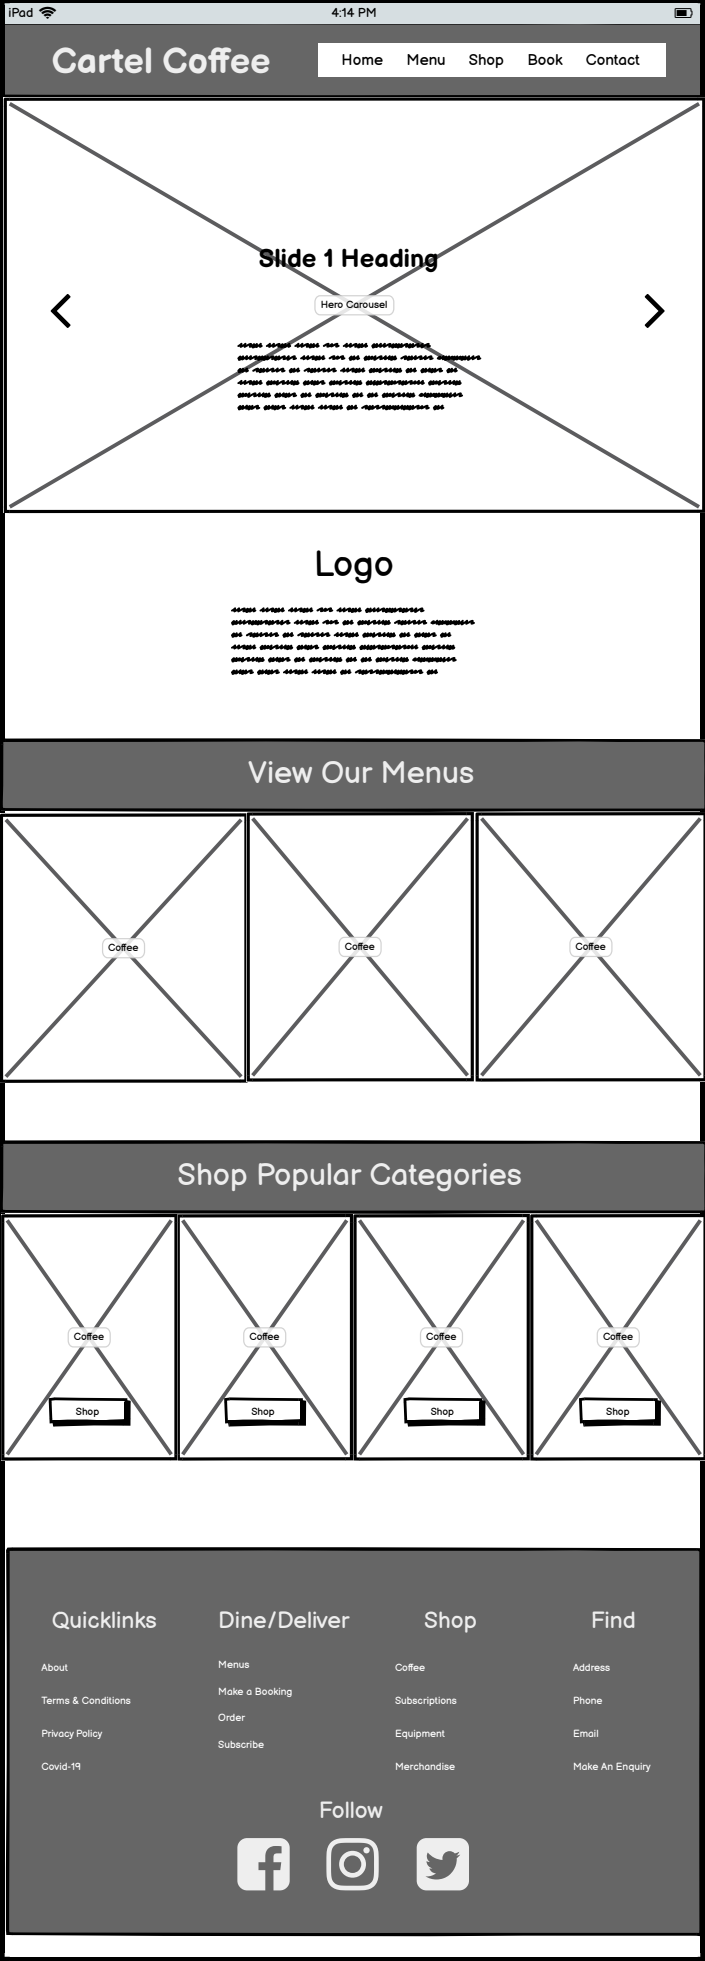 iPad 4:14 PM
Cartel Coffee
Home Menu Shop Book Contact
Slide 1 Heading
Hero Carousel
Logo
View Our Menus
Coffee Coffee Coffee
Shop Popular Categories
Coffee Coffee Coffee Coffee
Shop Shop Shop Shop
Quicklinks
About
Terms & Conditions
Privacy Policy
Covid-19
Dine/Deliver
Menus
Make a Booking
Order
Subscribe
Shop
Coffee
Subscriptions
Equipment
Merchandise
Find
Address
Phone
Email
Make An Enquiry
Follow